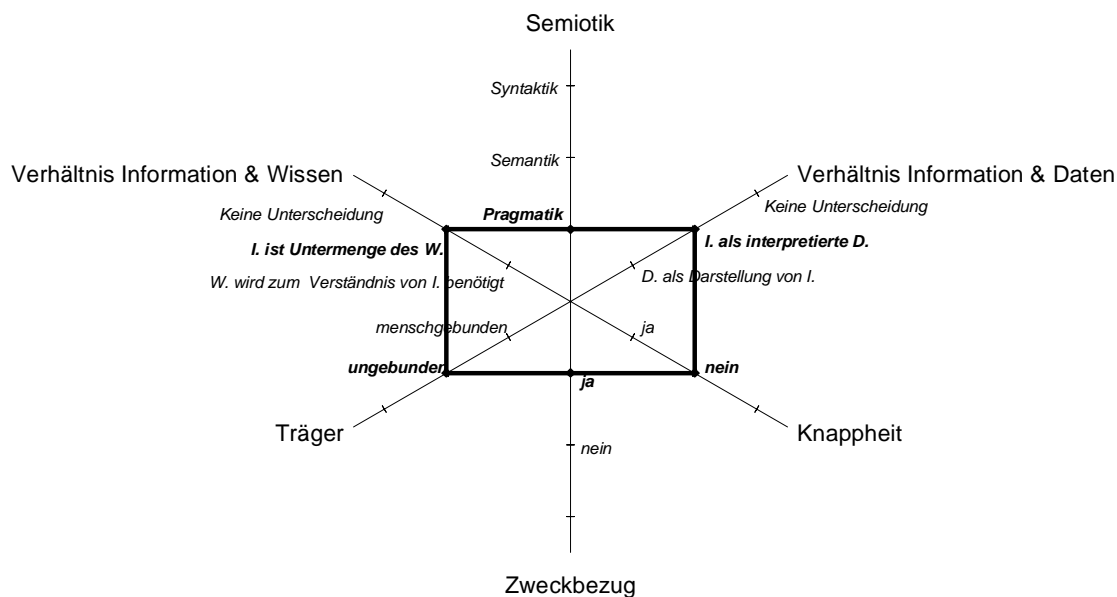 Semiotik
Syntaktik
Semantik
Verhältnis Information & Wissen
Verhältnis Information & Daten
Keine Unterscheidung
Keine Unterscheidung
Pragmatik
I. ist Untermenge des W.
I. als interpretierte D.
W. wird zum Verständnis von I. benötigt
D. als Darstellung von I.
menschgebunden
ja
ungebunden
nein
ja
Träger
Knappheit
nein
Zweckbezug